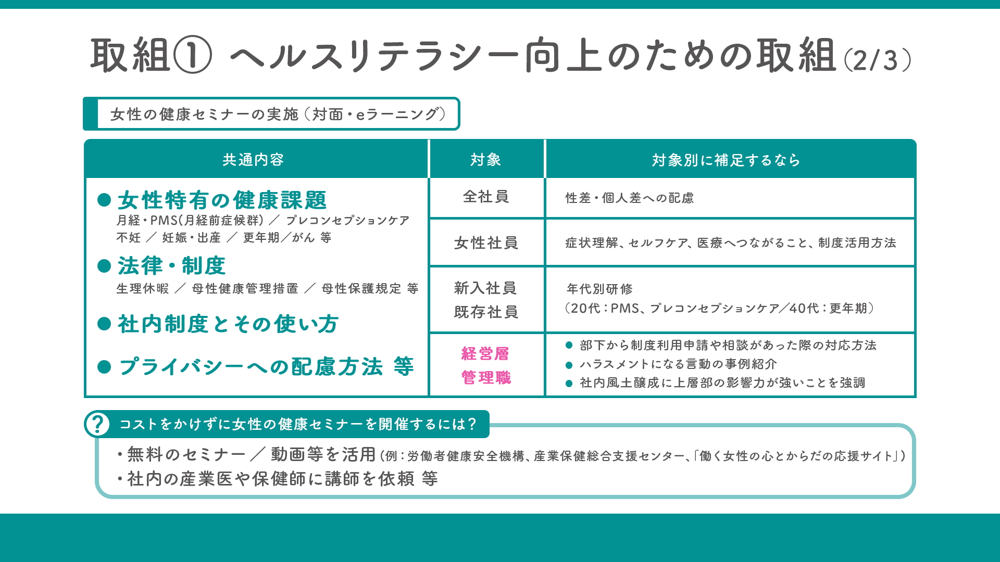 取組① ヘルスリテラシー向上のための取組（2/3）
女性の健康セミナーの実施（対面・eラーニング）
共通内容
対象
対象別に補足するなら
● 女性特有の健康課題
月経・PMS(月経前症候群) ／ プレコンセプションケア
不妊 ／ 妊娠・出産 ／ 更年期／がん 等
● 法律・制度
生理休暇 ／ 母性健康管理措置 ／ 母性保護規定 等
● 社内制度とその使い方
● プライバシーへの配慮方法 等
全社員
性差・個人差への配慮
女性社員
症状理解、セルフケア、医療へつながること、制度活用方法
新入社員
既存社員
年代別研修
（20代：PMS、プレコンセプションケア／40代：更年期）
経営層
管理職
● 部下から制度利用申請や相談があった際の対応方法
● ハラスメントになる言動の事例紹介
● 社内風土醸成に上層部の影響力が強いことを強調
? コストをかけずに女性の健康セミナーを開催するには？
・無料のセミナー ／ 動画等を活用（例：労働者健康安全機構、産業保健総合支援センター、「働く女性の心とからだの応援サイト」）
・社内の産業医や保健師に講師を依頼 等